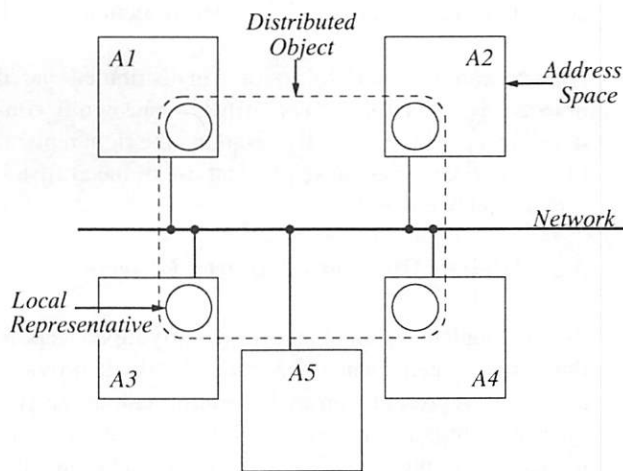 Distributed
Object
A1
A2
Address
Space
Network
Local
Representative
A3
A5
A4